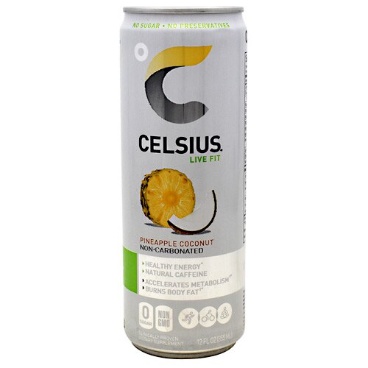 NO SUGAR • NO PRESERVATIVES
CELSIUS.
LIVE FIT
PINEAPPLE COCONUT
NON-CARBONATED
• HEALTHY ENERGY*
• NATURAL CAFFEINE
• ACCELERATES METABOLISM*
• BURNS BODY FAT*
0
NON
GMO